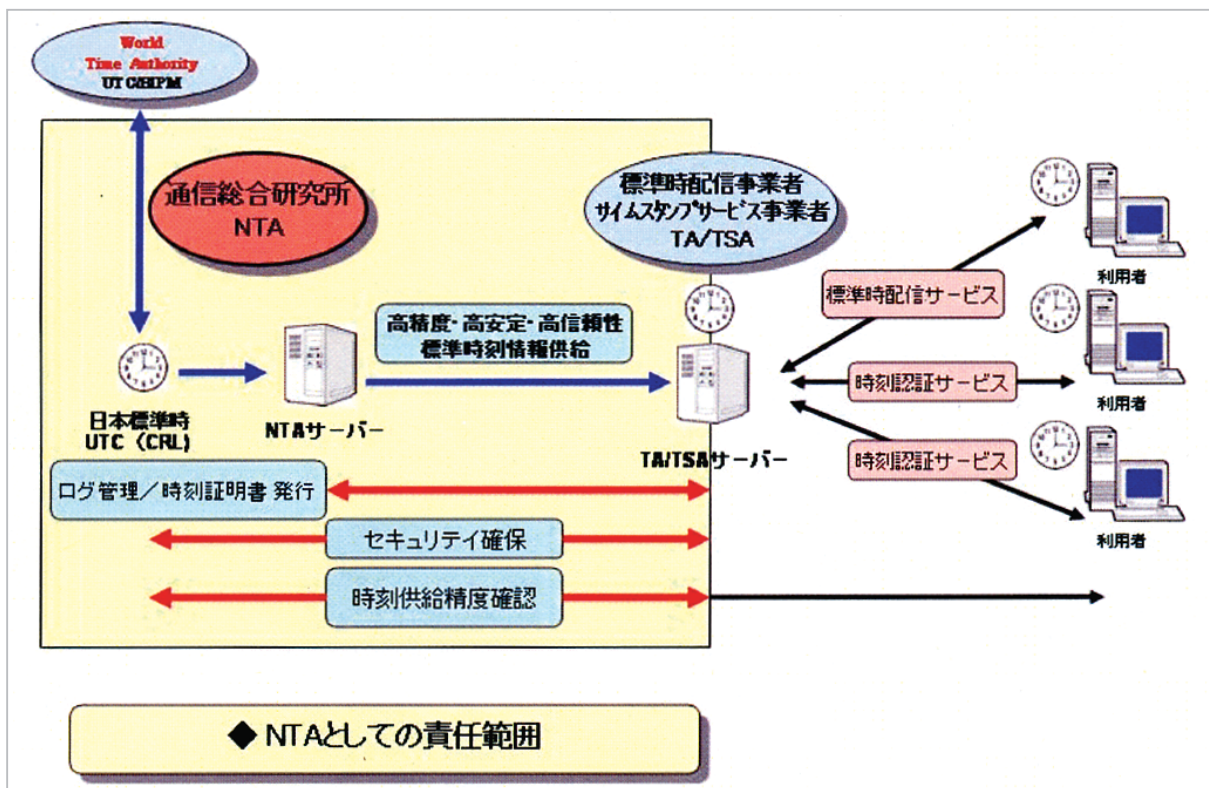 World
Time Authority
UTC/BIPM
通信総合研究所
NTA
標準時配信事業者
サイムスタンプサービス事業者
TA/TSA
標準時配信サービス
利用者
高精度・高安定・高信頼性
標準時刻情報供給
時刻認証サービス
利用者
日本標準時
UTC (CRL)
NTAサーバー
TA/TSAサーバー
時刻認証サービス
利用者
ログ管理／時刻証明書 発行
セキュリテイ確保
時刻供給精度確認
◆ NTAとしての責任範囲